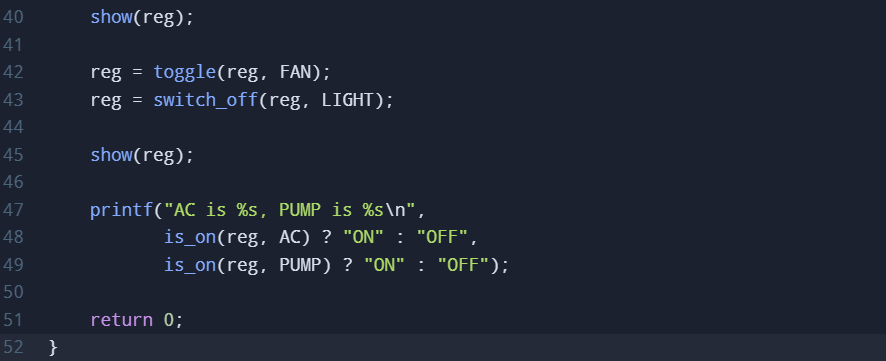 40 show(reg);
41
42 reg = toggle(reg, FAN);
43 reg = switch_off(reg, LIGHT);
44
45 show(reg);
46
47 printf("AC is %s, PUMP is %s\n",
48 is_on(reg, AC) ? "ON" : "OFF",
49 is_on(reg, PUMP) ? "ON" : "OFF");
50
51 return 0;
52 }